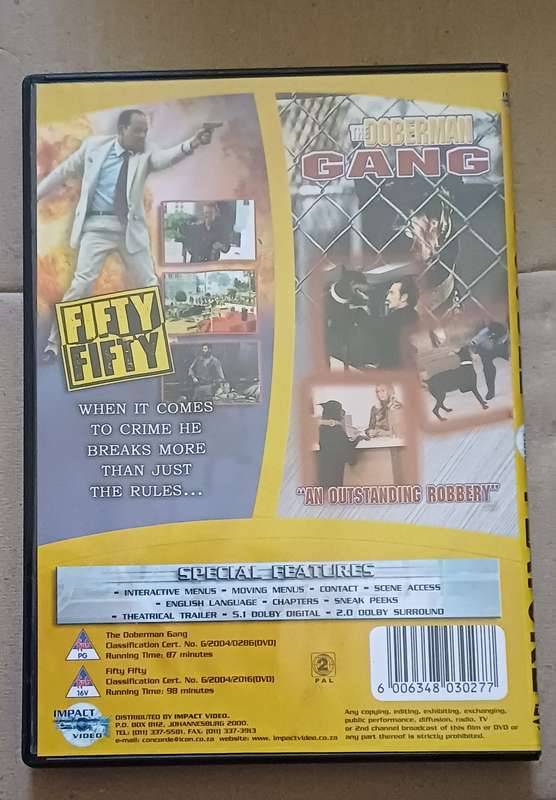 THE DOBERMAN
GANG
FIFTY
FIFTY
WHEN IT COMES
TO CRIME HE
BREAKS MORE
THAN JUST
THE RULES...
"AN OUTSTANDING ROBBERY"
SPECIAL FEATURES
- INTERACTIVE MENUS - MOVING MENUS - CONTACT - SCENE ACCESS
- ENGLISH LANGUAGE - CHAPTERS - SNEAK PEEKS
- THEATRICAL TRAILER - 5.1 DOLBY DIGITAL - 2.0 DOLBY SURROUND
PG
The Doberman Gang
Classification Cert. No. 6/2004/0286(DVD)
Running Time: 87 minutes
16V
Fifty Fifty
Classification Cert. No. 6/2004/2016(DVD)
Running Time: 98 minutes
2
PAL
6 006348 030277
IMPACT
VIDEO
DISTRIBUTED BY IMPACT VIDEO.
P.O. BOX 8112, JOHANNESBURG 2000.
TEL: (011) 337-5581, FAX: (011) 337-3913
e-mail: concorde@icon.co.za website: www.impactvideo.co.za
Any copying, editing, exhibiting, exchanging,
public performance, diffusion, radio, TV
or 2nd channel broadcast of this film or DVD or
any part thereof is strictly prohibited.